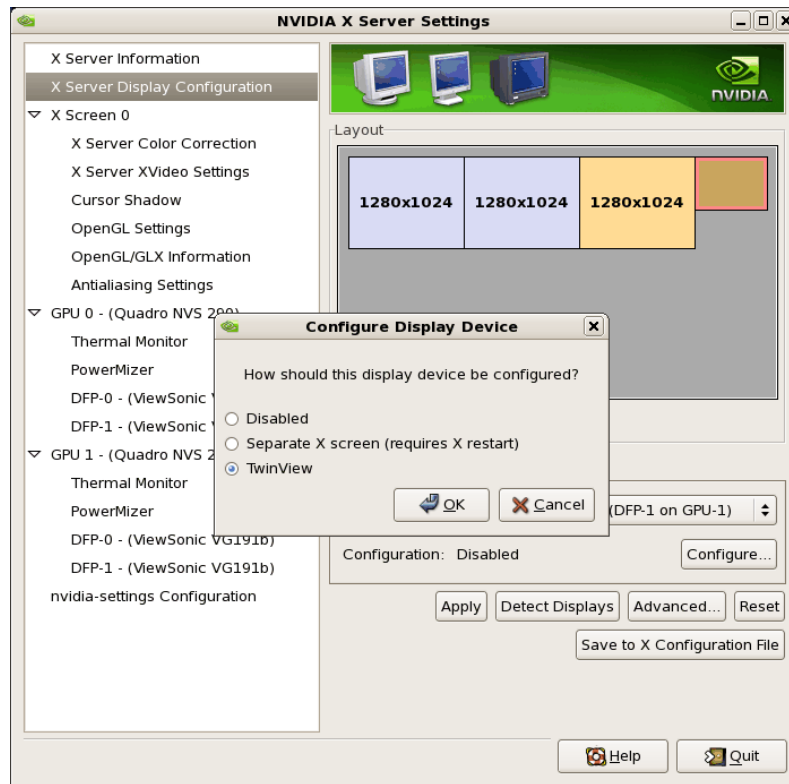 NVIDIA X Server Settings
X Server Information
X Server Display Configuration
X Screen 0
X Server Color Correction
X Server XVideo Settings
Cursor Shadow
OpenGL Settings
OpenGL/GLX Information
Antialiasing Settings
GPU 0 - (Quadro NVS 290)
Thermal Monitor
PowerMizer
DFP-0 - (ViewSonic
DFP-1 - (ViewSonic
GPU 1 - (Quadro NVS 2
Thermal Monitor
PowerMizer
DFP-0 - (ViewSonic VG191b)
DFP-1 - (ViewSonic VG191b)
nvidia-settings Configuration
NVIDIA
Layout
1280x1024 1280x1024 1280x1024
Configure Display Device
How should this display device be configured?
Disabled
Separate X screen (requires X restart)
TwinView
OK Cancel
(DFP-1 on GPU-1)
Configuration: Disabled Configure...
Apply Detect Displays Advanced... Reset
Save to X Configuration File
Help Quit